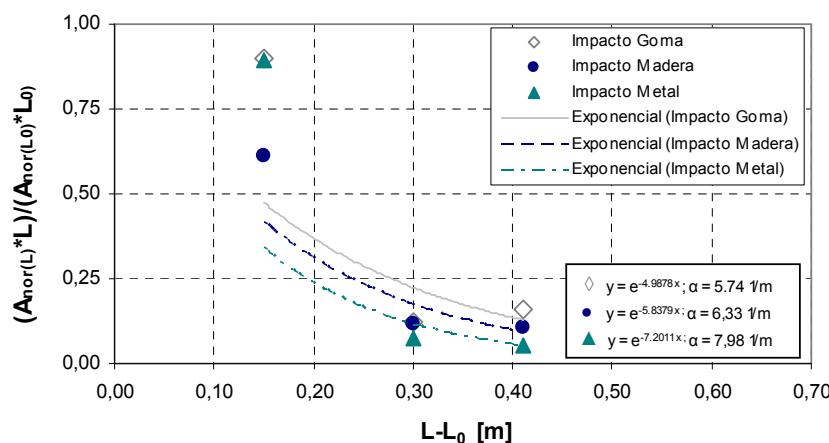 1,00
0,75
0,50
0,25
0,00
(Anor(L)*L)/(Anor(L0)*L0)
Impacto Goma
Impacto Madera
Impacto Metal
Exponencial (Impacto Goma)
Exponencial (Impacto Madera)
Exponencial (Impacto Metal)
y = e^-4.9878x ; α = 5.74 1/m
y = e^-5.8379x ; α = 6,33 1/m
y = e^-7.2011x ; α = 7,98 1/m
0,00 0,10 0,20 0,30 0,40 0,50 0,60 0,70
L-L0 [m]